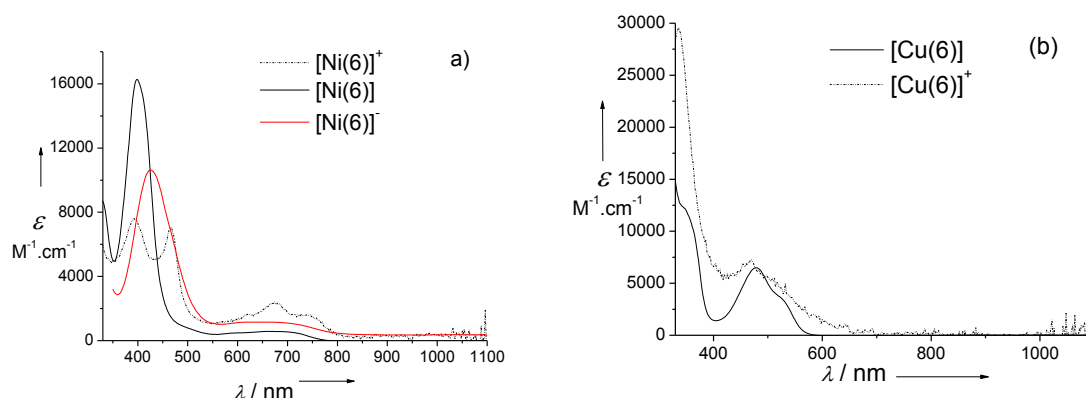 a)
[Ni(6)]+
[Ni(6)]
[Ni(6)]-
16000
12000
8000
4000
0
ε
M-1.cm-1
400 500 600 700 800 900 1000 1100
λ / nm
(b)
[Cu(6)]
[Cu(6)]+
30000
25000
20000
15000
10000
5000
0
ε
M-1.cm-1
400 600 800 1000
λ / nm